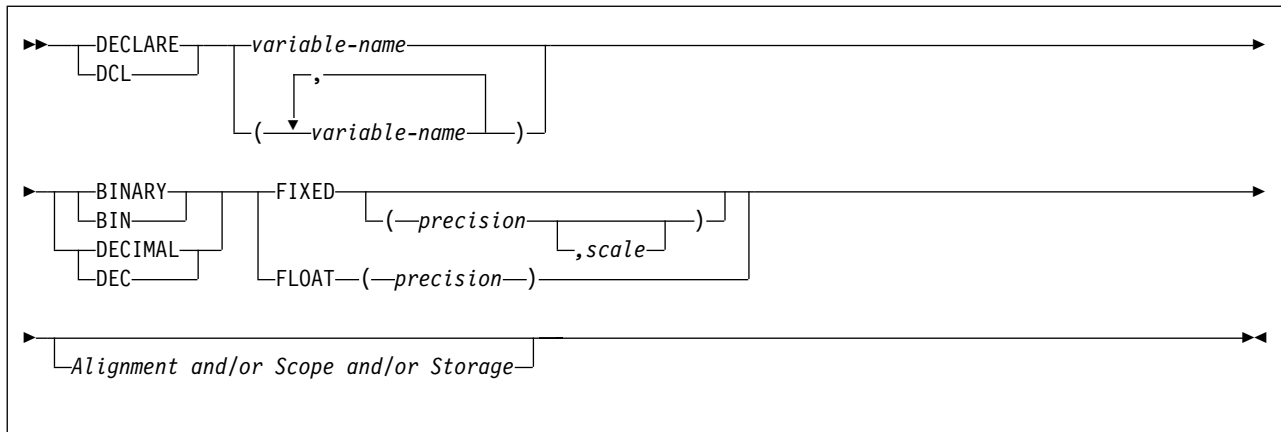 DECLARE variable-name
DCL ,
( variable-name )
BINARY FIXED
BIN ( precision )
DECIMAL ,scale
DEC FLOAT ( precision )
Alignment and/or Scope and/or Storage